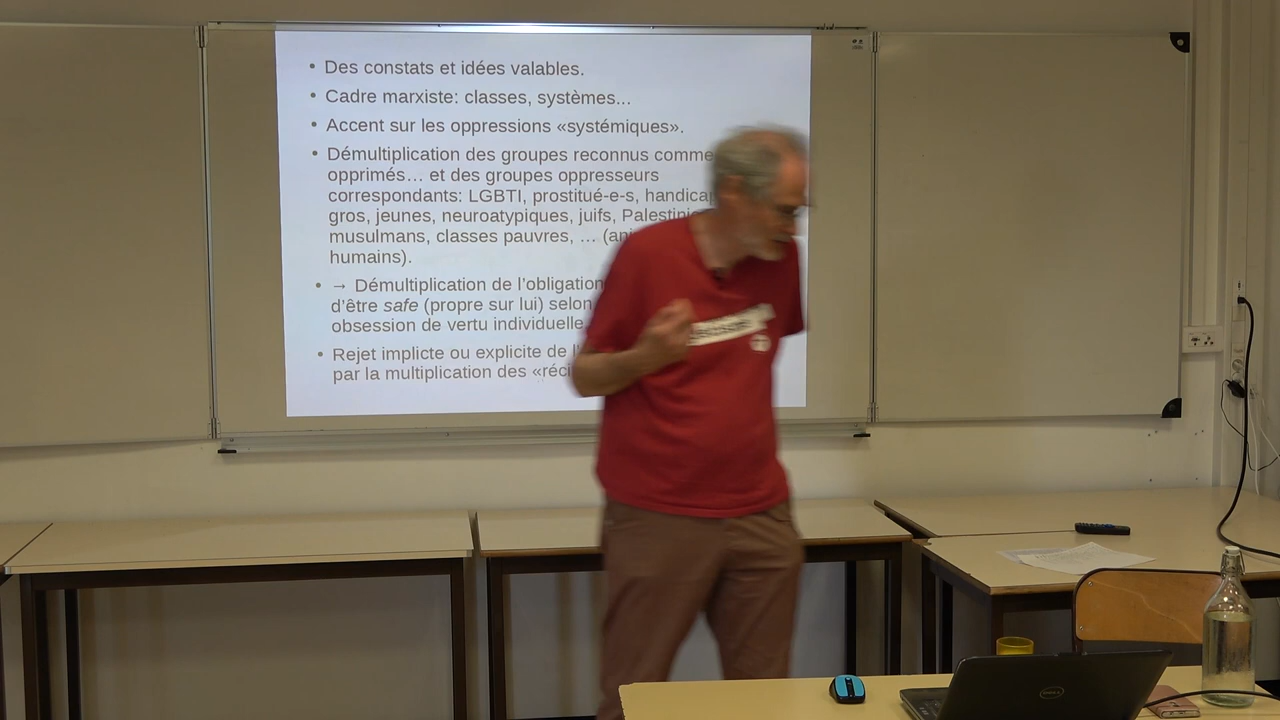 • Des constats et idées valables.
• Cadre marxiste: classes, systèmes...
• Accent sur les oppressions «systémiques».
• Démultiplication des groupes reconnus comme
opprimés… et des groupes oppresseurs
correspondants: LGBTI, prostitué-e-s,
gros, jeunes, neuroatypiques, juifs,
musulmans, classes pauvres, …
humains).
• → Démultiplication de l’obligation
d’être safe (propre sur lui) selon
obsession de vertu individuelle
• Rejet implicte ou explicite de
par la multiplication des
DELL